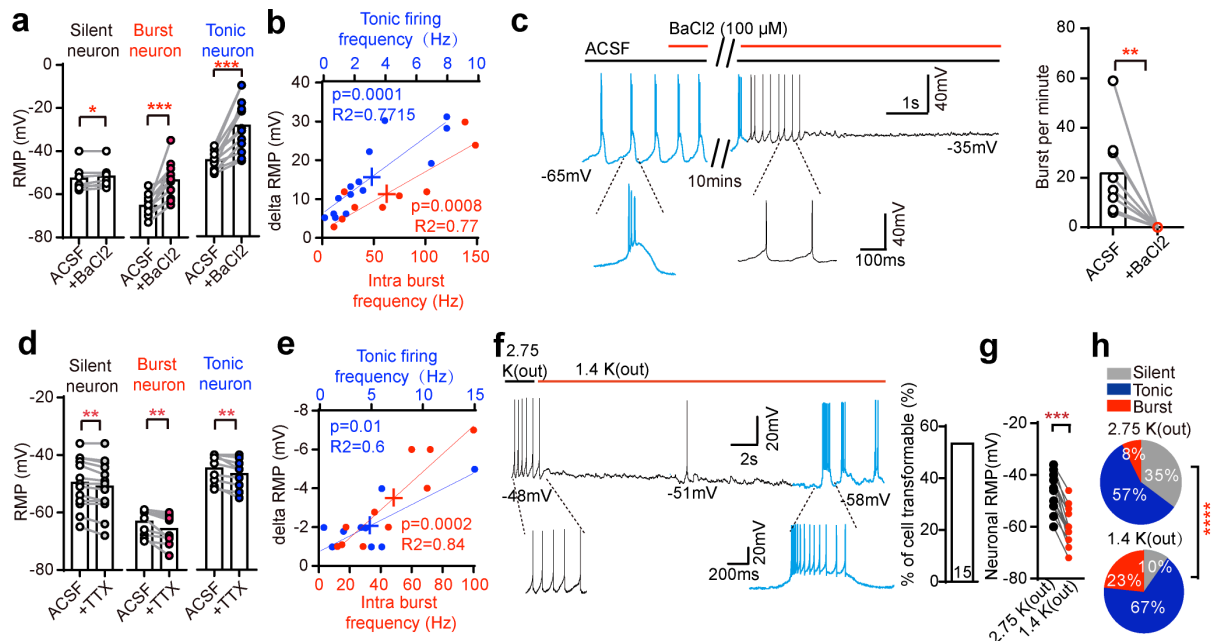 a
Silent
neuron
Burst
neuron
Tonic
neuron
*
***
***
RMP (mV)
0
-20
-40
-60
-80
ACSF
+BaCl2
ACSF
+BaCl2
ACSF
+BaCl2
b
Tonic firing
frequency (Hz)
0 2 4 6 8 10
p=0.0001
R2=0.7715
delta RMP (mV)
40
30
20
10
0
p=0.0008
R2=0.77
0 50 100 150
Intra burst
frequency (Hz)
c
BaCl2 (100 µM)
ACSF
1s
40mV
-65mV
10mins
-35mV
100ms
40mV
**
Burst per minute
80
60
40
20
0
ACSF
+BaCl2
d
Silent
neuron
Burst
neuron
Tonic
neuron
**
**
**
RMP (mV)
-20
-40
-60
-80
ACSF
+TTX
ACSF
+TTX
ACSF
+TTX
e
Tonic firing
frequency (Hz)
0 5 10 15
p=0.01
R2=0.6
delta RMP (mV)
-8
-6
-4
-2
0
p=0.0002
R2=0.84
0 20 40 60 80 100
Intra burst
frequency (Hz)
f
2.75
K(out)
1.4 K(out)
2s
20mV
-48mV
-51mV
-58mV
200ms
20mV
% of cell transformable (%)
60
40
20
0
15
g
***
Neuronal RMP(mV)
-20
-40
-60
-80
2.75 K(out)
1.4 K(out)
h
Silent
Tonic
Burst
2.75 K(out)
8%
35%
57%
1.4 K(out)
10%
23%
67%
****